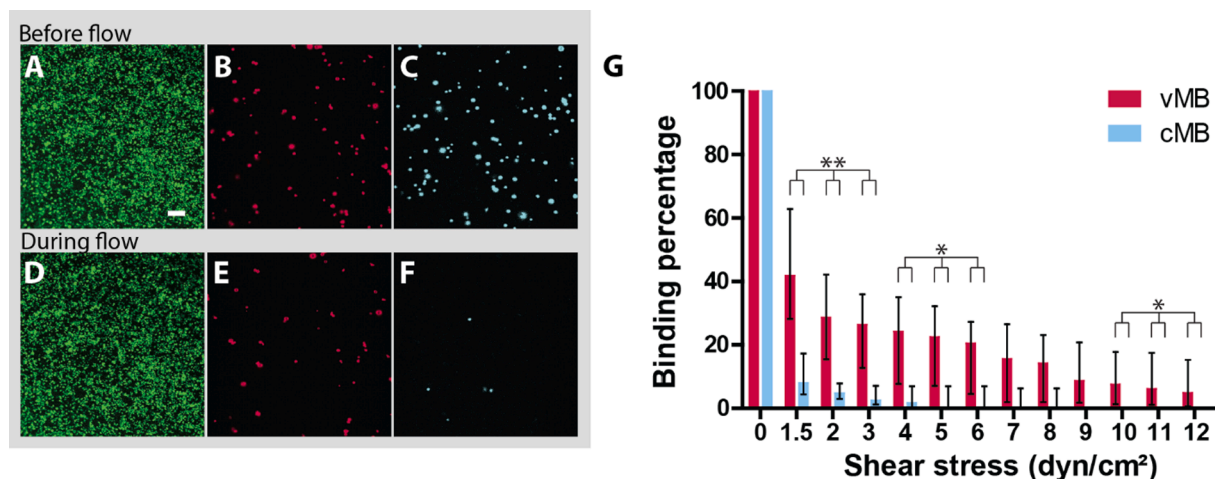 Before flow
A
B
C
During flow
D
E
F
G
100
80
60
40
20
0
Binding percentage
vMB
cMB
**
*
*
0 1.5 2 3 4 5 6 7 8 9 10 11 12
Shear stress (dyn/cm²)